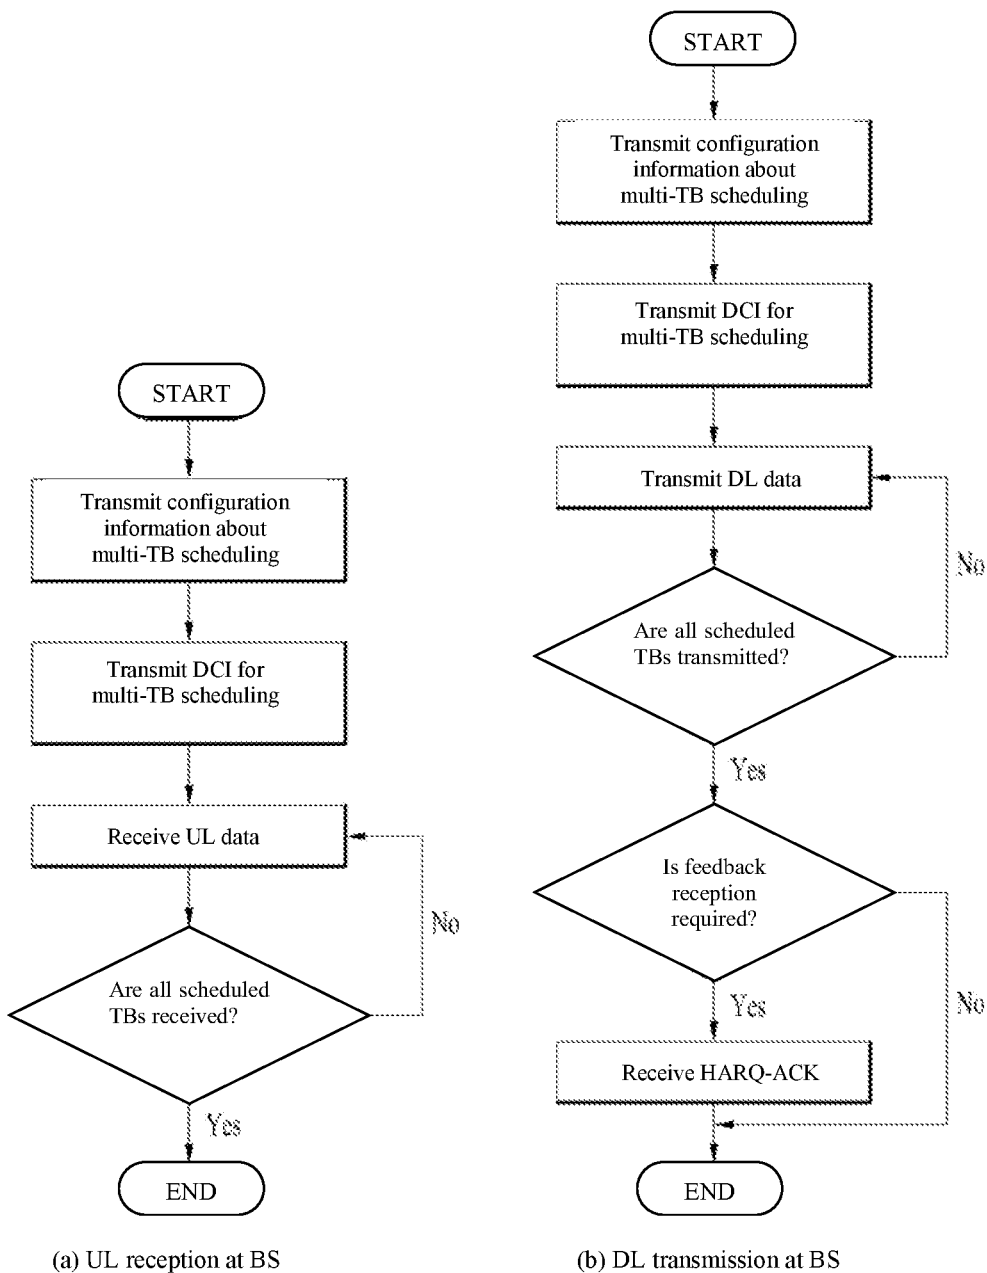 START
Transmit configuration
information about
multi-TB scheduling
Transmit DCI for
multi-TB scheduling
Receive UL data
No
Are all scheduled
TBs received?
Yes
END
(a) UL reception at BS
START
Transmit configuration
information about
multi-TB scheduling
Transmit DCI for
multi-TB scheduling
Transmit DL data
No
Are all scheduled
TBs transmitted?
Yes
Is feedback
reception
required?
Yes
No
Receive HARQ-ACK
END
(b) DL transmission at BS